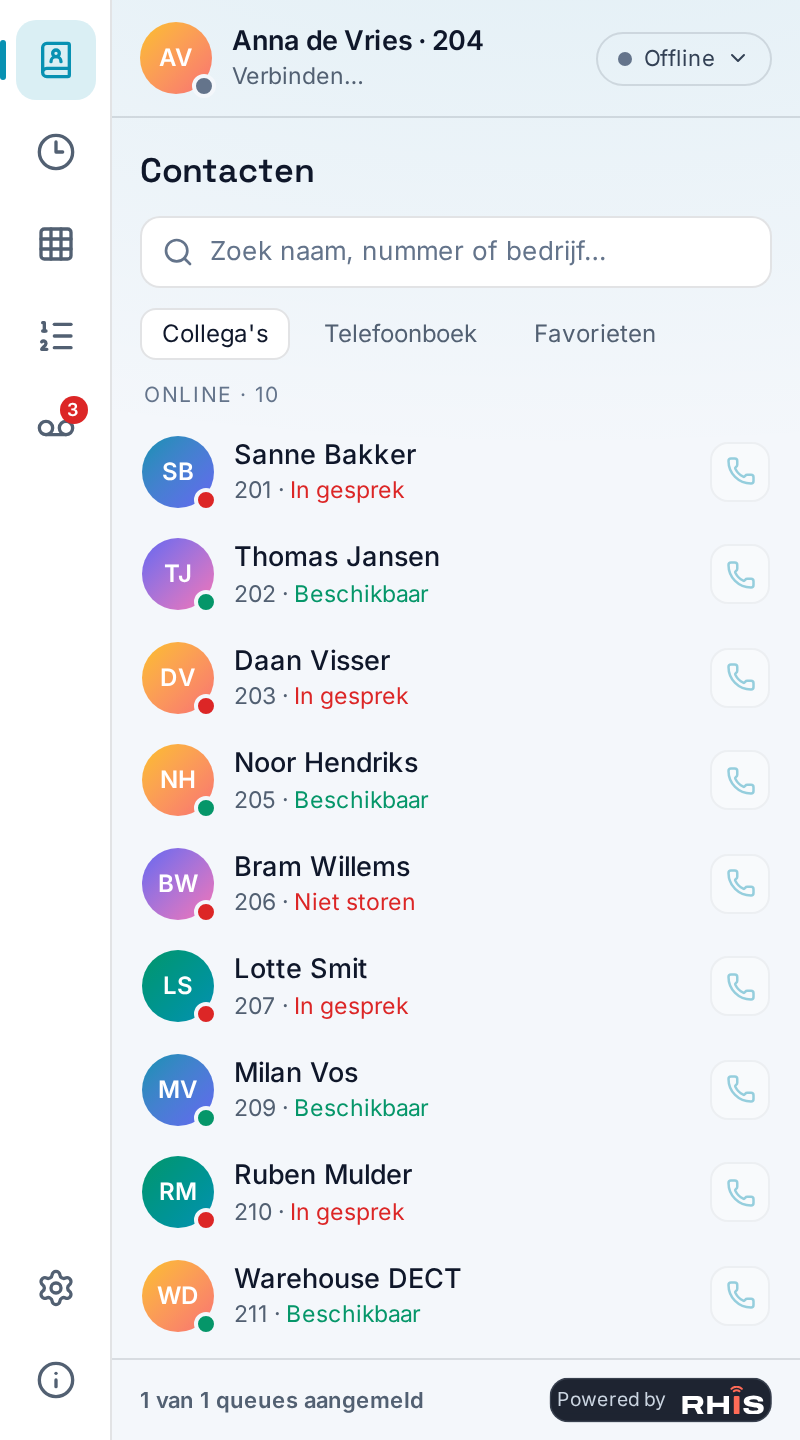 AV
Anna de Vries · 204
Verbinden...
Offline
Contacten
Zoek naam, nummer of bedrijf...
Collega's
Telefoonboek
Favorieten
3
ONLINE · 10
SB
Sanne Bakker
201 · In gesprek
TJ
Thomas Jansen
202 · Beschikbaar
DV
Daan Visser
203 · In gesprek
NH
Noor Hendriks
205 · Beschikbaar
BW
Bram Willems
206 · Niet storen
LS
Lotte Smit
207 · In gesprek
MV
Milan Vos
209 · Beschikbaar
RM
Ruben Mulder
210 · In gesprek
WD
Warehouse DECT
211 · Beschikbaar
1 van 1 queues aangemeld
Powered by RHiS